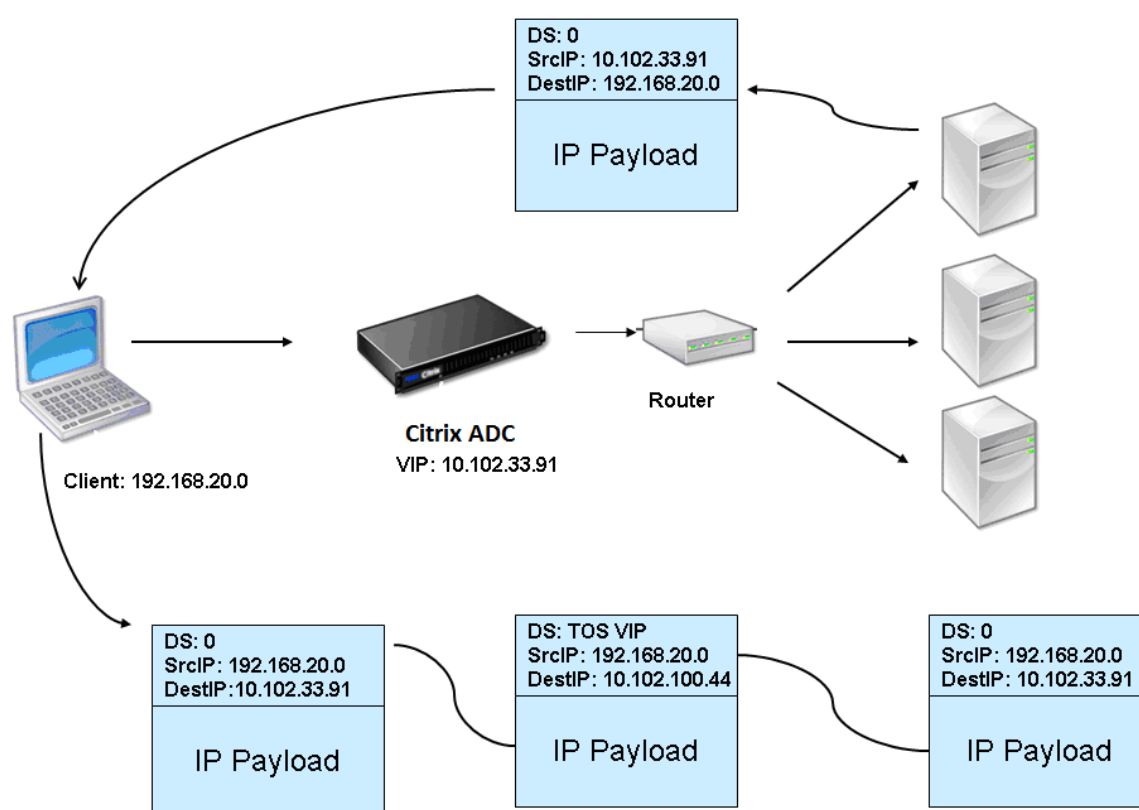 DS: 0
SrcIP: 10.102.33.91
DestIP: 192.168.20.0
IP Payload
Citrix
Router
Citrix ADC
VIP: 10.102.33.91
Client: 192.168.20.0
DS: 0
SrcIP: 192.168.20.0
DestIP:10.102.33.91
IP Payload
DS: TOS VIP
SrcIP: 192.168.20.0
DestIP: 10.102.100.44
IP Payload
DS: 0
SrcIP: 192.168.20.0
DestIP: 10.102.33.91
IP Payload